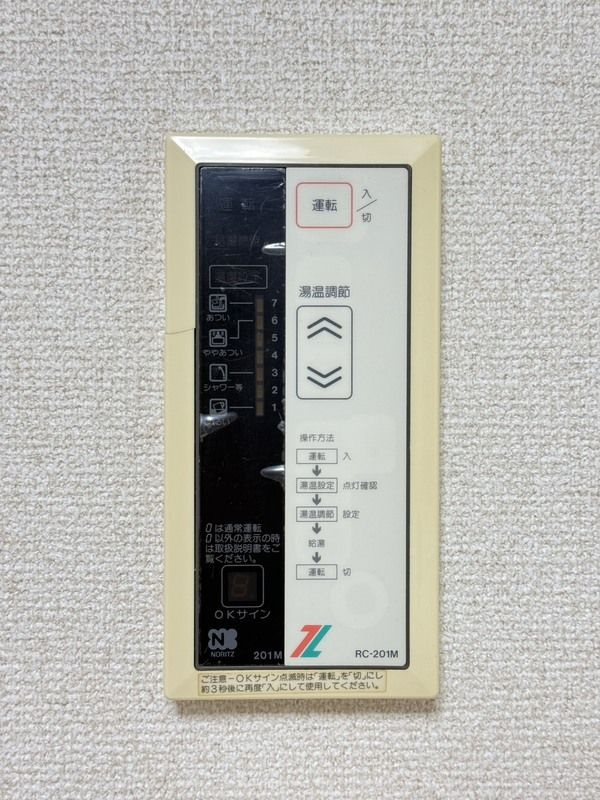 運転
入
切
湯温調節
7
あつい
6
5
ややあつい
4
シャワー等
3
2
1
操作方法
運転 入
湯温設定 点灯確認
湯温調節 設定
給湯
運転 切
0は通常運転
0以外の表示の時
は取扱説明書をご
覧ください。
OKサイン
N
NORITZ
201M
RC-201M
ご注意-OKサイン点滅時は「運転」を「切」にし
約3秒後に再度「入」にして使用してください。